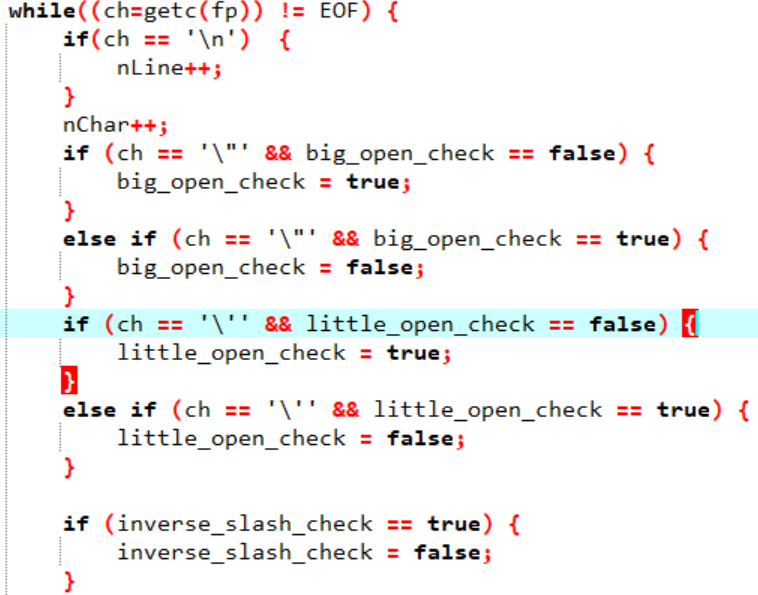 while((ch=getc(fp)) != EOF) {
if(ch == '\n')  {
nLine++;
}
nChar++;
if (ch == '\"' && big_open_check == false) {
big_open_check = true;
}
else if (ch == '\"' && big_open_check == true) {
big_open_check = false;
}
if (ch == '\'' && little_open_check == false) {
little_open_check = true;
}
else if (ch == '\'' && little_open_check == true) {
little_open_check = false;
}
if (inverse_slash_check == true) {
inverse_slash_check = false;
}